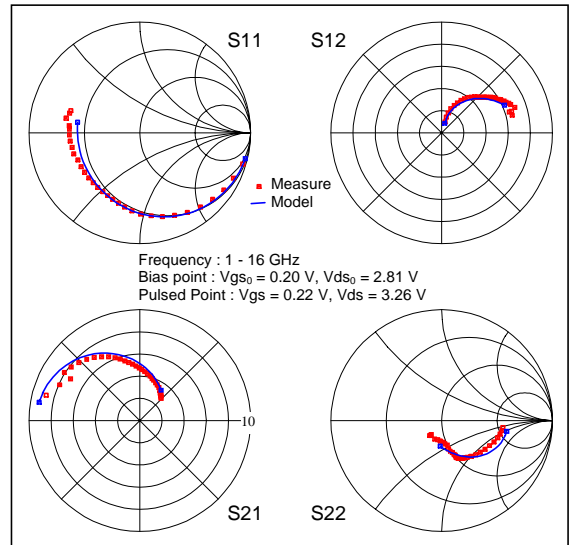 S11
S12
Measure
Model
Frequency : 1 - 16 GHz
Bias point : Vgs₀ = 0.20 V, Vds₀ = 2.81 V
Pulsed Point : Vgs = 0.22 V, Vds = 3.26 V
10
S21
S22